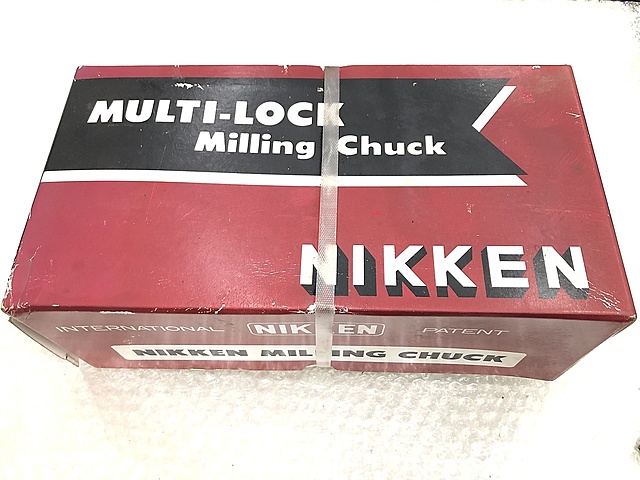 MULTI-LOCK
Milling Chuck
NIKKEN
INTERNATIONAL NIKKEN PATENT
NIKKEN MILLING CHUCK